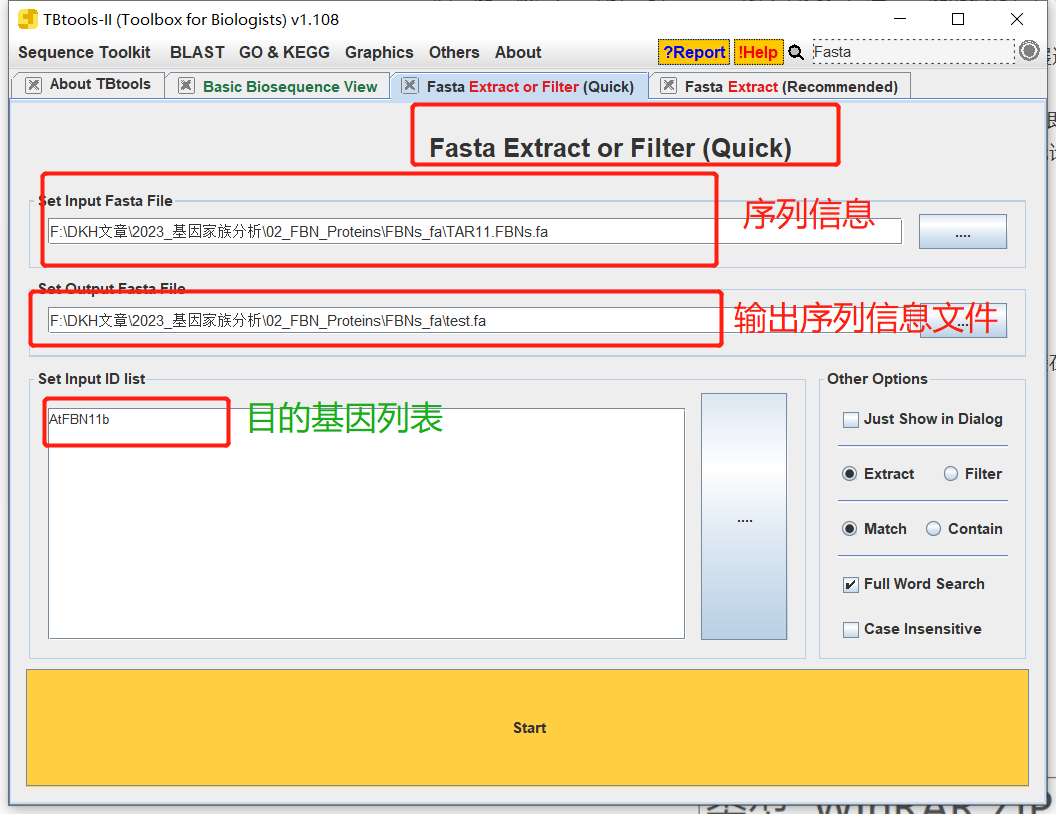 TBtools-II (Toolbox for Biologists) v1.108
Sequence Toolkit BLAST GO & KEGG Graphics Others About ?Report !Help Fasta
About TBtools Basic Biosequence View Fasta Extract or Filter (Quick) Fasta Extract (Recommended)
Fasta Extract or Filter (Quick)
Set Input Fasta File
序列信息
F:\DKH文章\2023_基因家族分析\02_FBN_Proteins\FBNs_fa\TAR11.FBNs.fa
....
Set Output Fasta File
F:\DKH文章\2023_基因家族分析\02_FBN_Proteins\FBNs_fa\test.fa
输出序列信息文件
....
Set Input ID list
AtFBN11b
目的基因列表
....
Other Options
Just Show in Dialog
Extract Filter
Match Contain
Full Word Search
Case Insensitive
Start
WinRAR ZIP